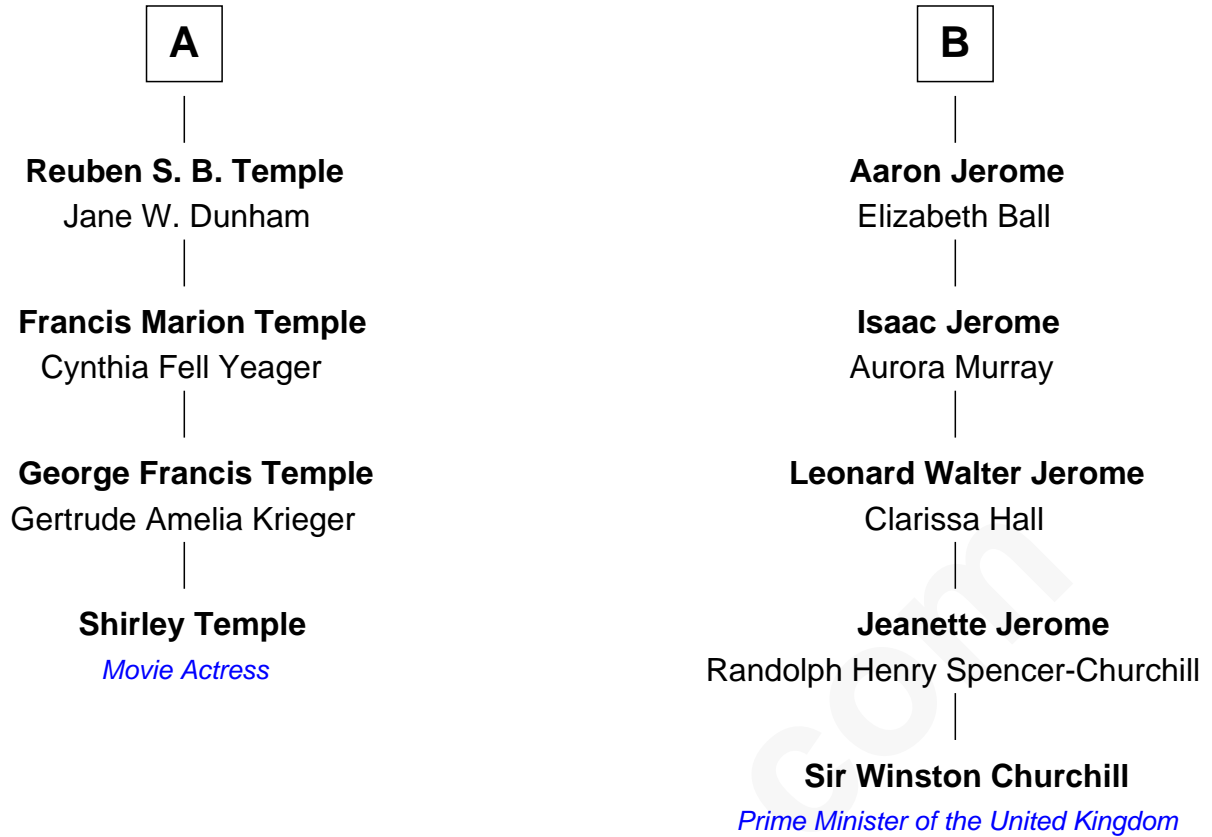 A
Reuben S. B. Temple
Jane W. Dunham
Francis Marion Temple
Cynthia Fell Yeager
George Francis Temple
Gertrude Amelia Krieger
Shirley Temple
Movie Actress
B
Aaron Jerome
Elizabeth Ball
Isaac Jerome
Aurora Murray
Leonard Walter Jerome
Clarissa Hall
Jeanette Jerome
Randolph Henry Spencer-Churchill
Sir Winston Churchill
Prime Minister of the United Kingdom
com